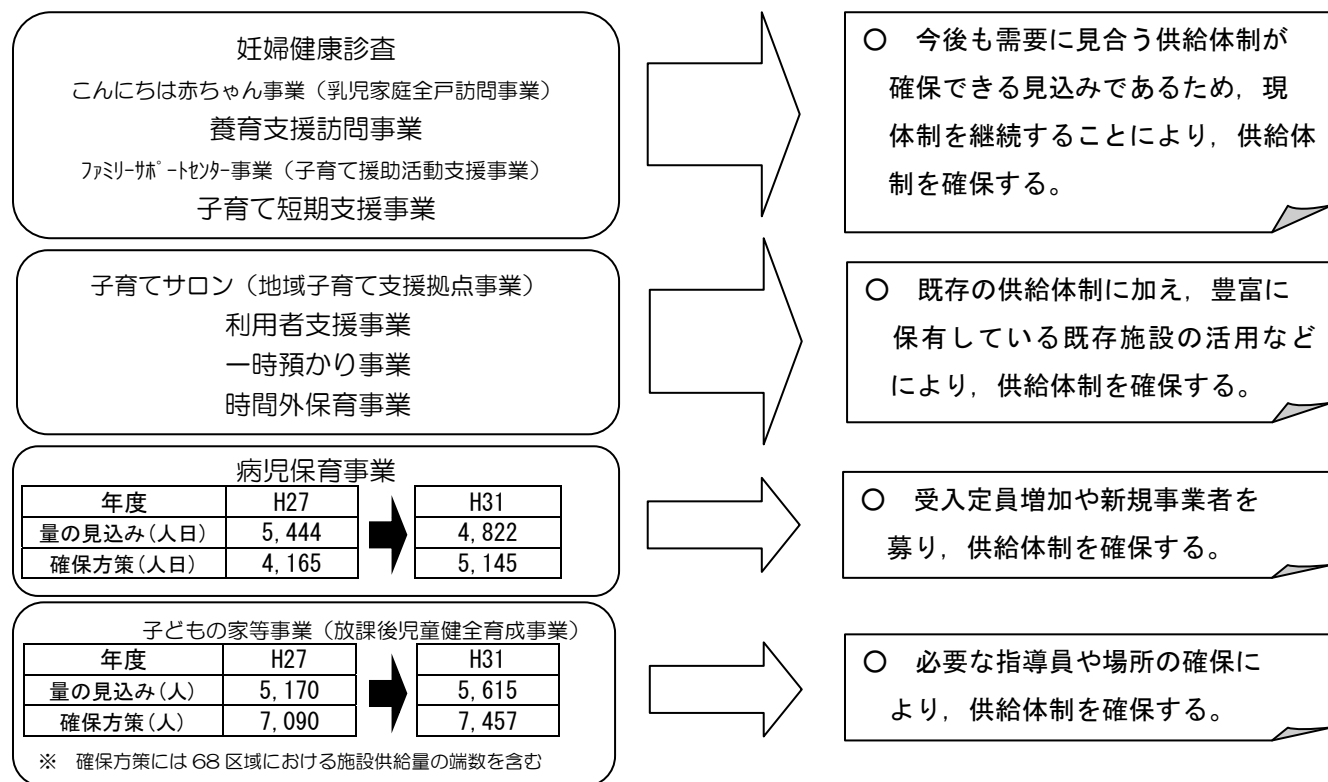 妊婦健康診査
こんにちは赤ちゃん事業（乳児家庭全戸訪問事業）
養育支援訪問事業
ﾌｧﾐﾘｰｻﾎﾟｰﾄｾﾝﾀｰ事業（子育て援助活動支援事業）
子育て短期支援事業
○　今後も需要に見合う供給体制が
確保できる見込みであるため，現
体制を継続することにより，供給体
制を確保する。
子育てサロン（地域子育て支援拠点事業）
利用者支援事業
一時預かり事業
時間外保育事業
○　既存の供給体制に加え，豊富に
保有している既存施設の活用など
により，供給体制を確保する。
病児保育事業
年度 H27 H31
量の見込み(人日) 5,444 4,822
確保方策(人日) 4,165 5,145
○　受入定員増加や新規事業者を
募り，供給体制を確保する。
子どもの家等事業（放課後児童健全育成事業）
年度 H27 H31
量の見込み(人) 5,170 5,615
確保方策(人) 7,090 7,457
※　確保方策には 68 区域における施設供給量の端数を含む
○　必要な指導員や場所の確保に
より，供給体制を確保する。